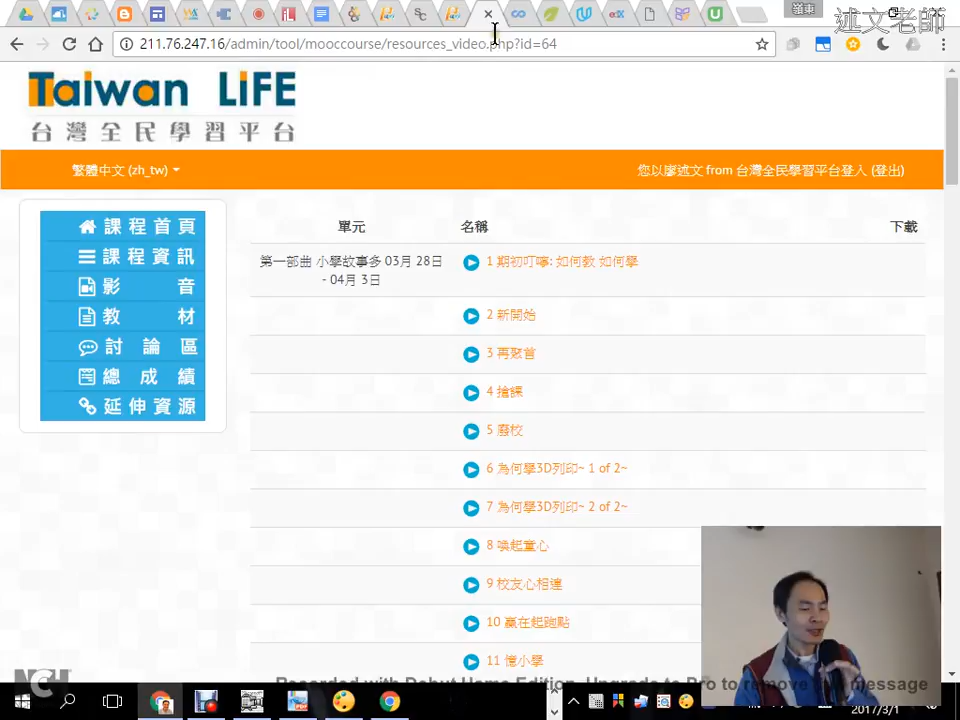 述文老師
211.76.247.16/admin/tool/mooccourse/resources_video.php?id=64
Taiwan LiFE
台灣全民學習平台
繁體中文 (zh_tw)
您以廖述文 from 台灣全民學習平台登入 (登出)
課程首頁
課程資訊
影音
教材
討論區
總成績
延伸資源
單元 名稱 下載
第一部曲 小學故事多 03月 28日 - 04月 3日
1 期初叮嚀: 如何教 如何學
2 新開始
3 再聚首
4 搶課
5 廢校
6 為何學3D列印~ 1 of 2~
7 為何學3D列印~ 2 of 2~
8 喚起童心
9 校友心相連
10 贏在起跑點
11 憶小學
NCH
Recorded with Debut Home Edition. Upgrade to Pro to remove this message
2017/3/1